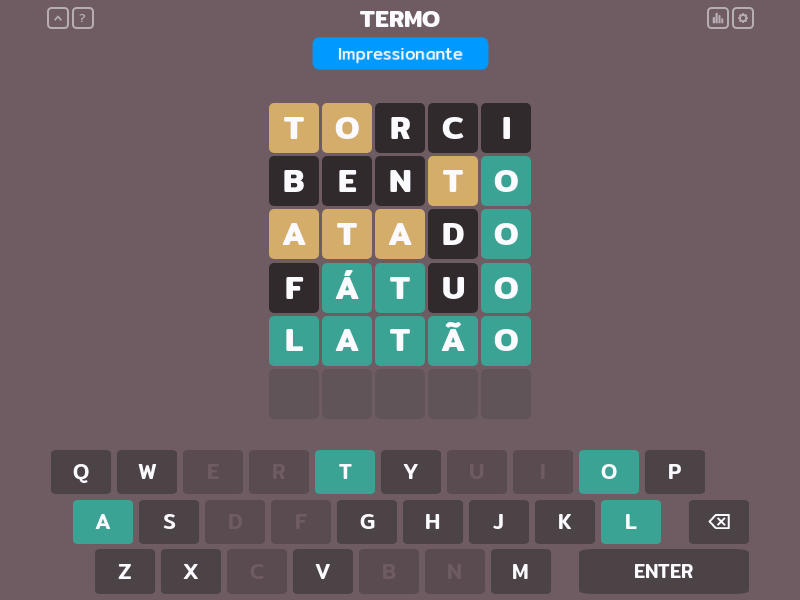 ?
TERMO
Impressionante
T O R C I
B E N T O
A T A D O
F Á T U O
L A T Ã O
Q W E R T Y U I O P
A S D F G H J K L
Z X C V B N M ENTER